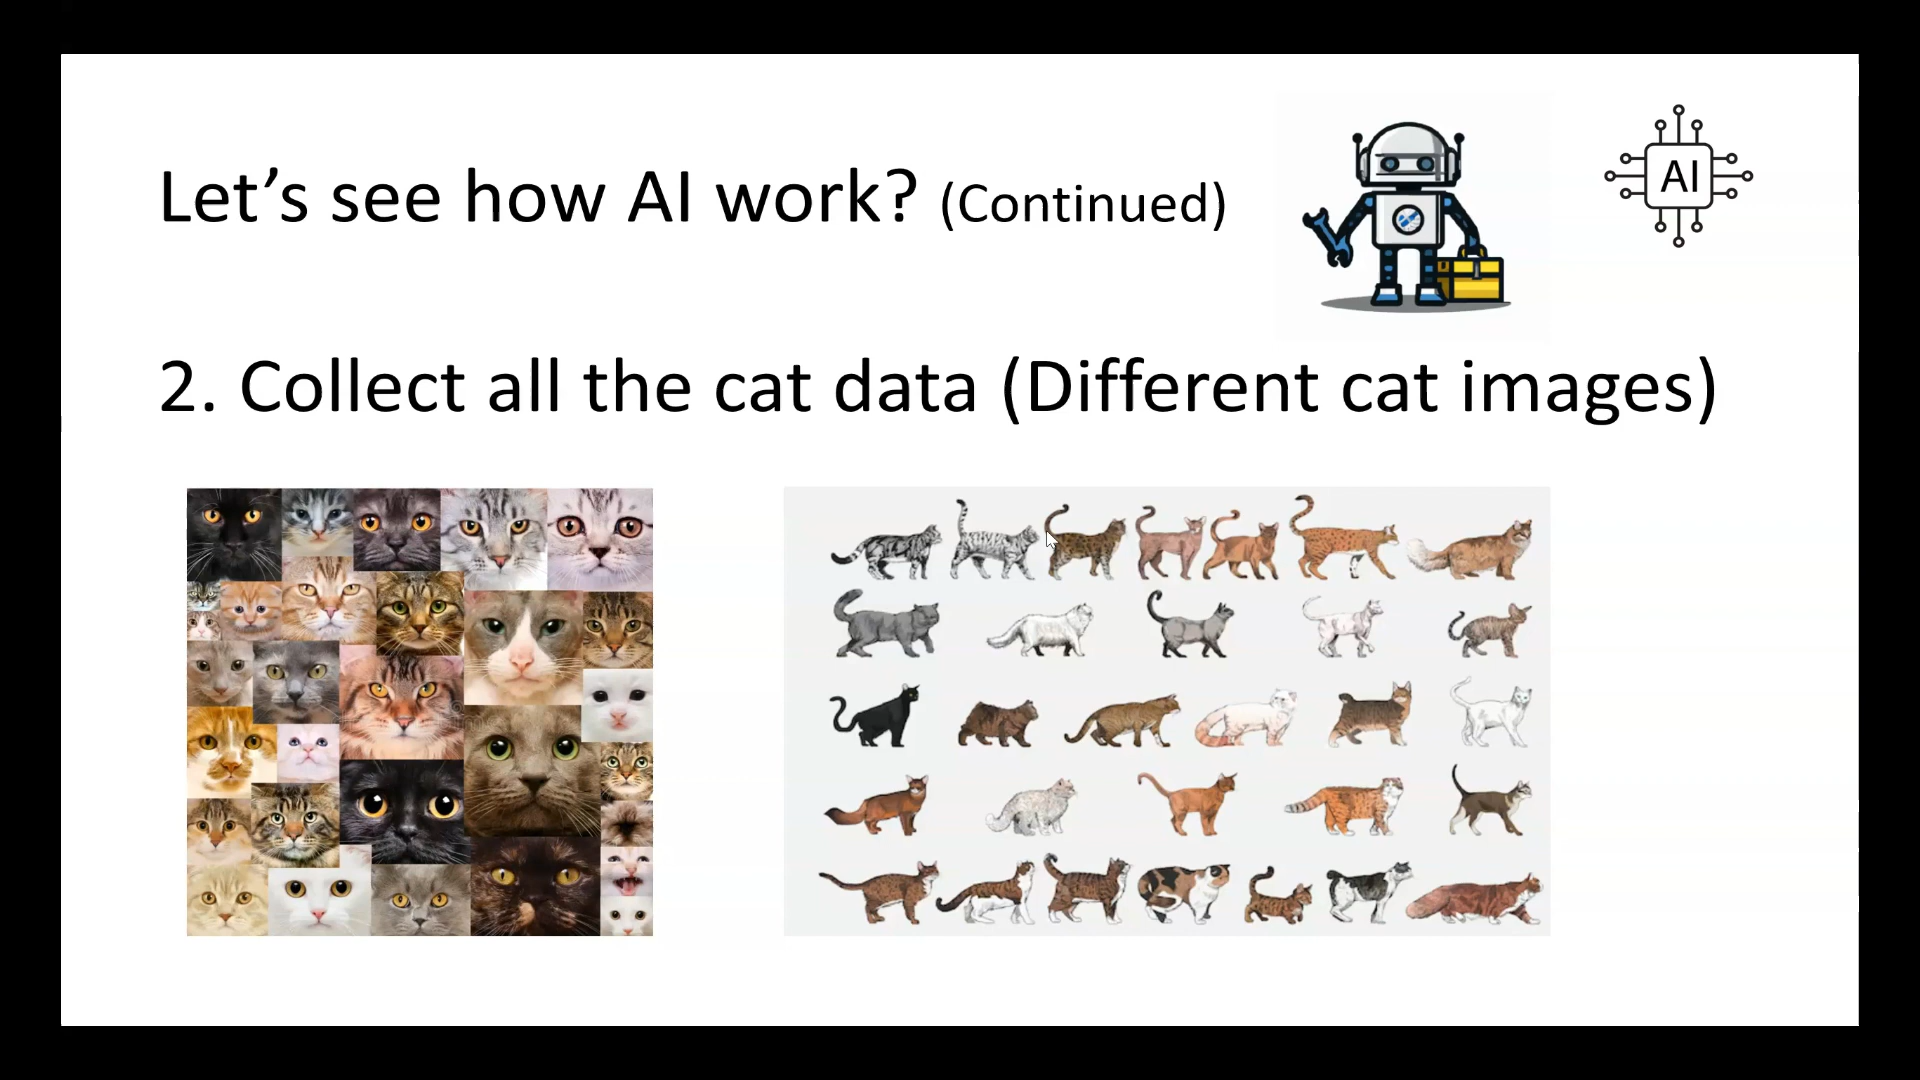 Let’s see how AI work? (Continued)
AI
2. Collect all the cat data (Different cat images)